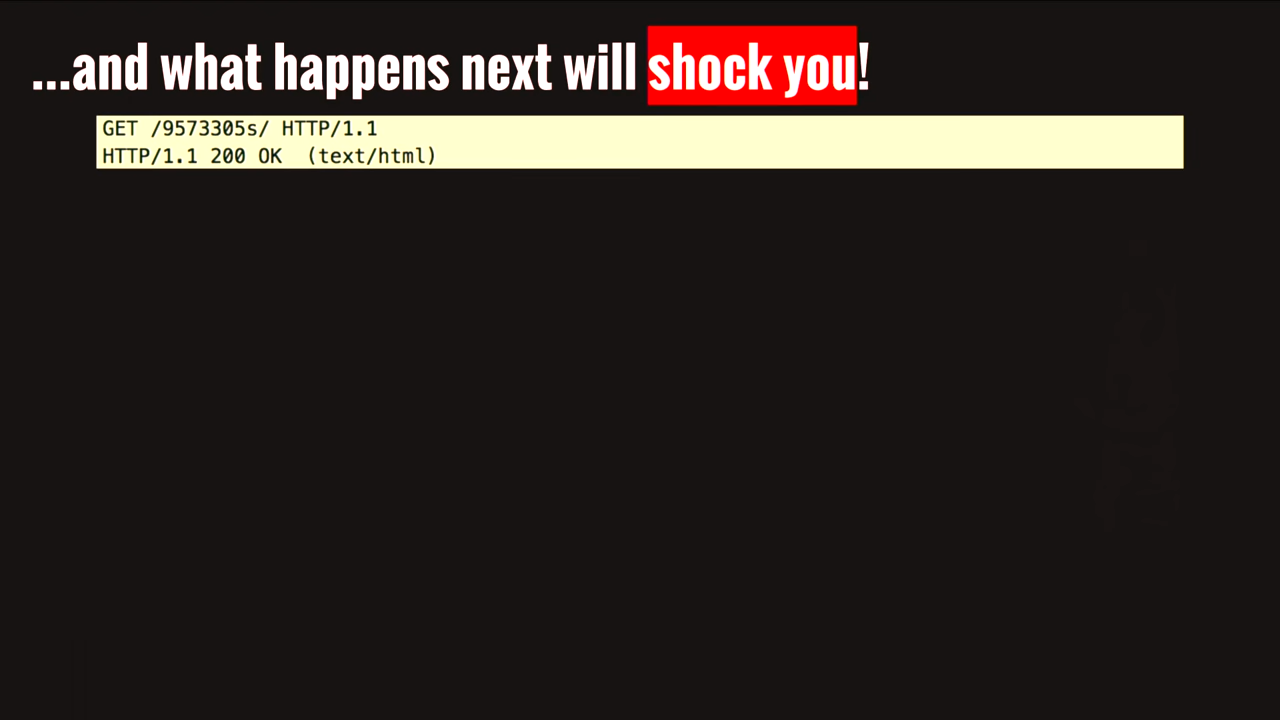 ...and what happens next will shock you!
GET /9573305s/ HTTP/1.1
HTTP/1.1 200 OK  (text/html)